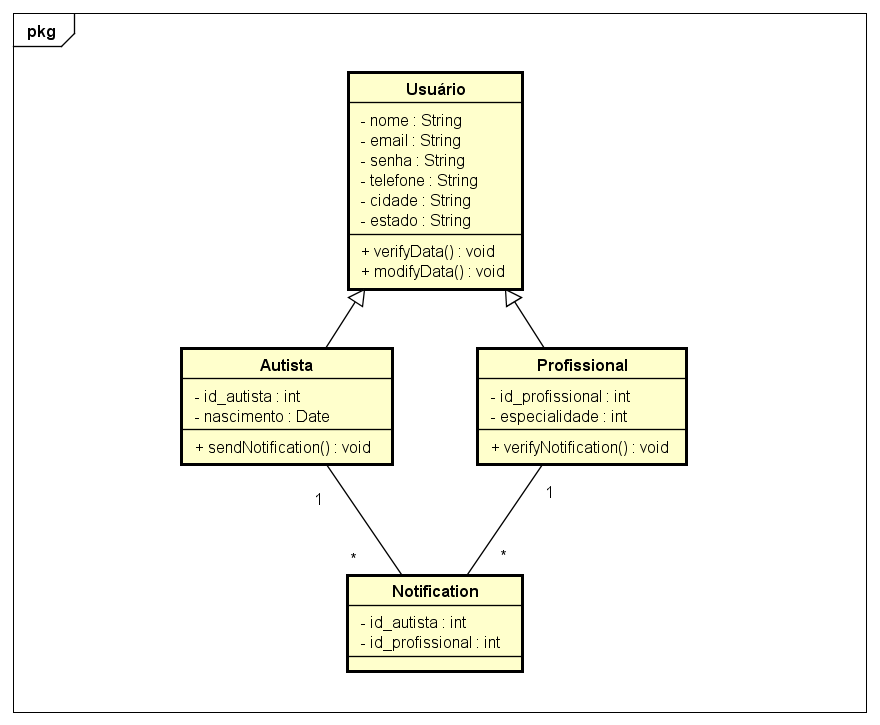 pkg
Usuário
- nome : String
- email : String
- senha : String
- telefone : String
- cidade : String
- estado : String
+ verifyData() : void
+ modifyData() : void
Autista
- id_autista : int
- nascimento : Date
+ sendNotification() : void
Profissional
- id_profissional : int
- especialidade : int
+ verifyNotification() : void
1
1
*
*
Notification
- id_autista : int
- id_profissional : int